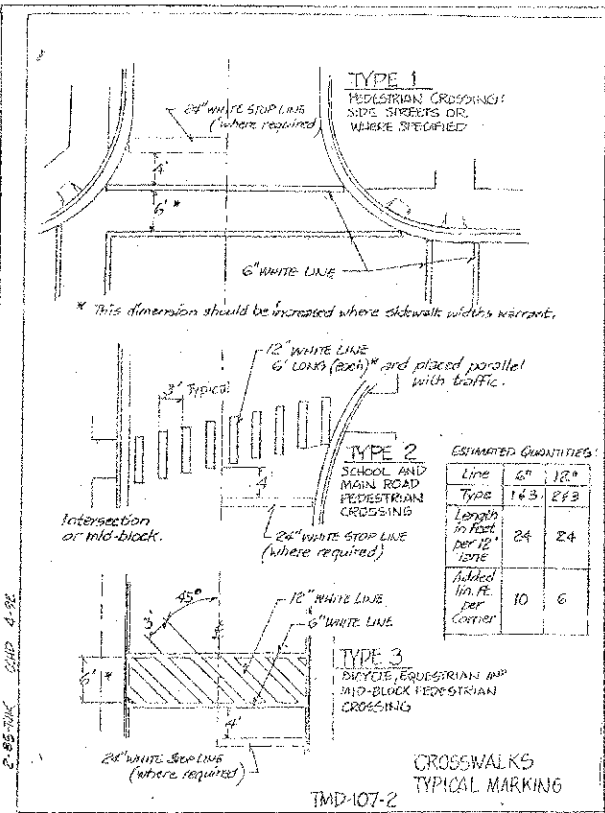 TYPE 1
PEDESTRIAN CROSSING:
SIDE STREETS OR
WHERE SPECIFIED
24" WHITE STOP LINE
(where required
4'
6' *
6" WHITE LINE
* This dimension should be increased where sidewalk widths warrant.
12" WHITE LINE
6' LONG (each)* and placed parallel
with traffic.
3' Typical
TYPE 2
SCHOOL AND
MAIN ROAD
PEDESTRIAN
CROSSING
4'
24" WHITE STOP LINE
(where required)
Intersection
or mid-block.
ESTIMATED QUANTITIES:
Line 6" 12"
Type 1&3 2&3
Length
in Feet
per 12'
lane
24 24
Added
lin. ft.
per
Corner
10 6
45°
3'
12" WHITE LINE
6" WHITE LINE
*
4'
TYPE 3
BICYCLE, EQUESTRIAN AND
MID-BLOCK PEDESTRIAN
CROSSING
24" WHITE STOP LINE
(where required)
CROSSWALKS
TYPICAL MARKING
TMD-107-2